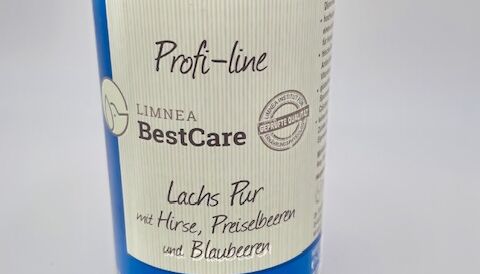 Profi-line
LIMNEA
BestCare
GEPRÜFTE QUALITÄT
Lachs Pur
mit Hirse, Preiselbeeren
und Blaubeeren